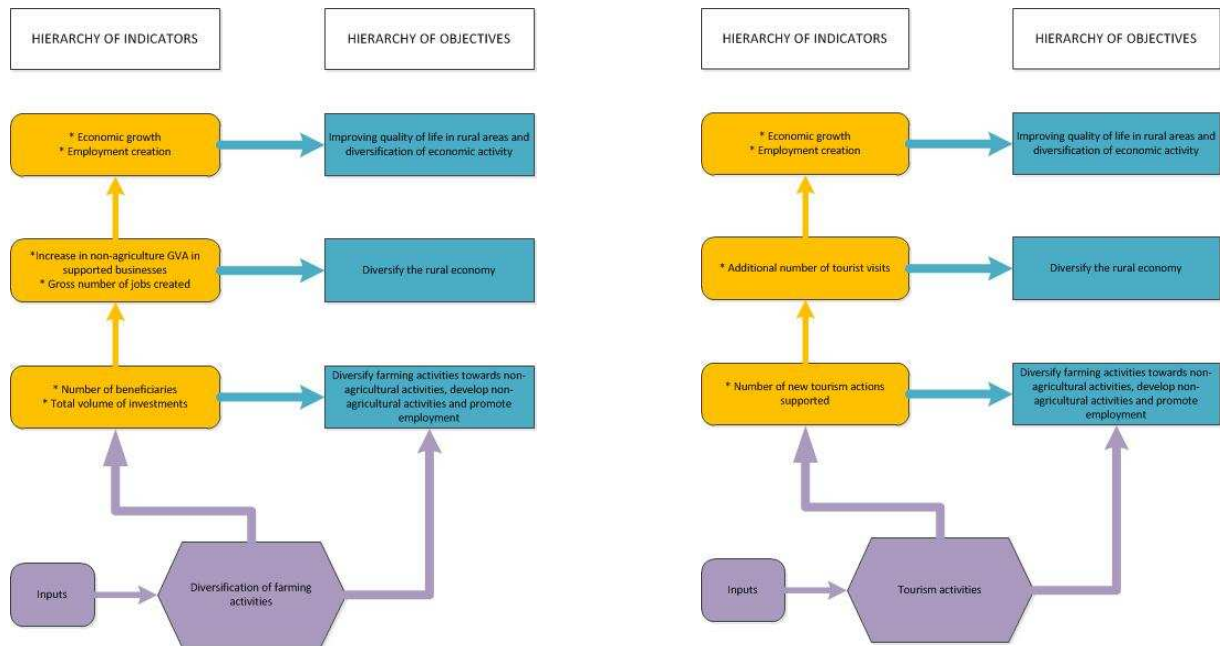 HIERARCHY OF INDICATORS
HIERARCHY OF OBJECTIVES
* Economic growth
* Employment creation
Improving quality of life in rural areas and
diversification of economic activity
*Increase in non-agriculture GVA in
supported businesses
* Gross number of jobs created
Diversify the rural economy
* Number of beneficiaries
* Total volume of investments
Diversify farming activities towards non-
agricultural activities, develop non-
agricultural activities and promote
employment
Inputs
Diversification of farming
activities
HIERARCHY OF INDICATORS
HIERARCHY OF OBJECTIVES
* Economic growth
* Employment creation
Improving quality of life in rural areas and
diversification of economic activity
* Additional number of tourist visits
Diversify the rural economy
* Number of new tourism actions
supported
Diversify farming activities towards non-
agricultural activities, develop non-
agricultural activities and promote
employment
Inputs
Tourism activities